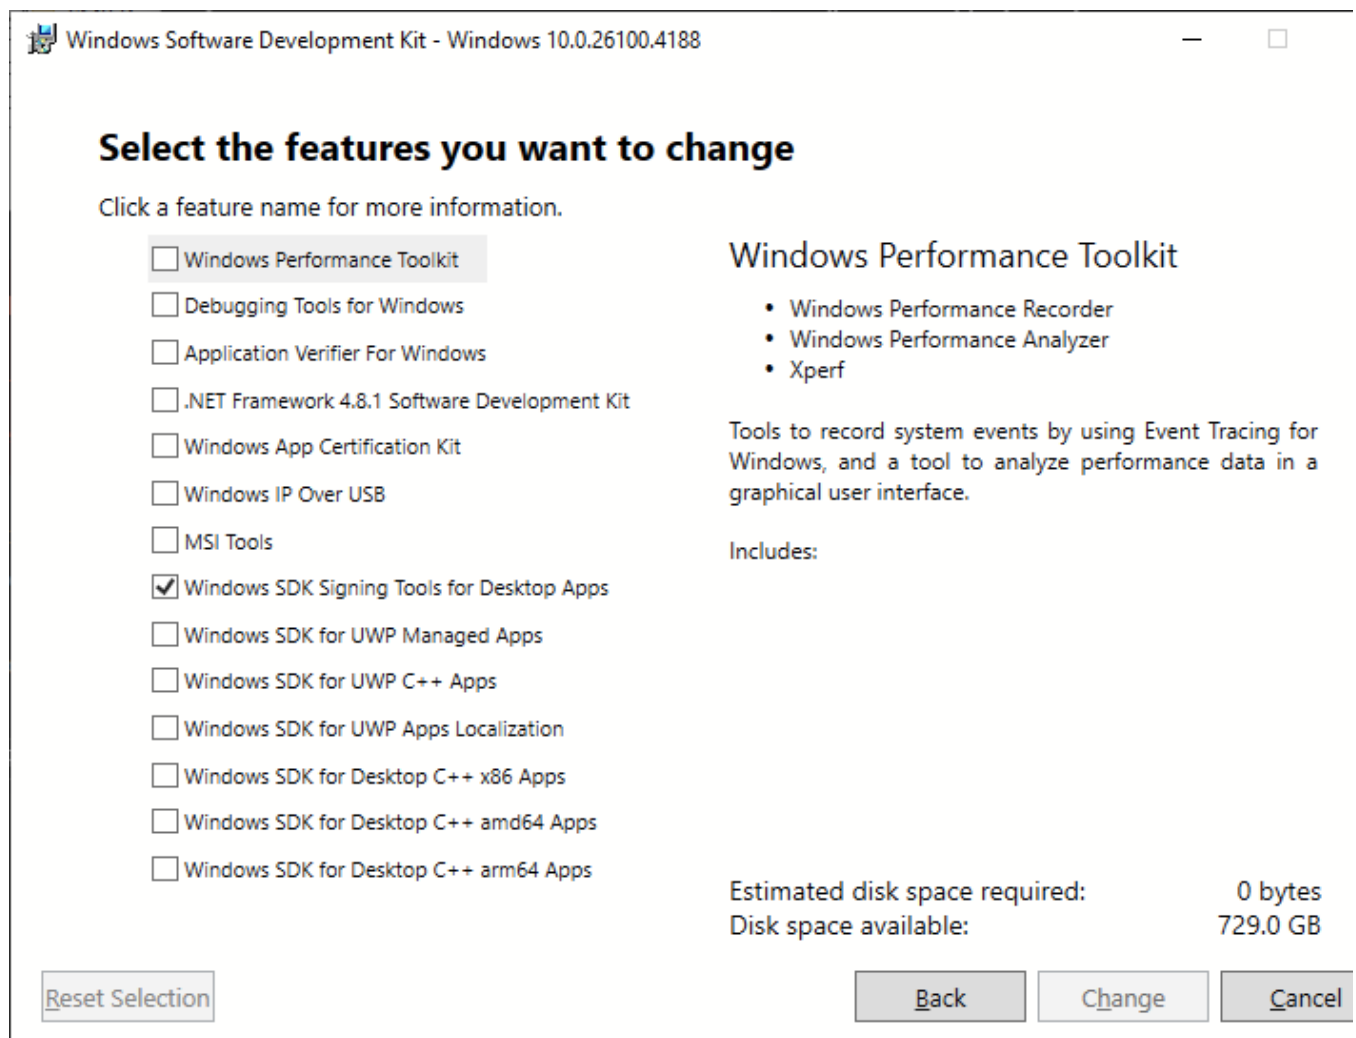 Windows Software Development Kit - Windows 10.0.26100.4188
Select the features you want to change
Click a feature name for more information.
Windows Performance Toolkit
Debugging Tools for Windows
Application Verifier For Windows
.NET Framework 4.8.1 Software Development Kit
Windows App Certification Kit
Windows IP Over USB
MSI Tools
Windows SDK Signing Tools for Desktop Apps
Windows SDK for UWP Managed Apps
Windows SDK for UWP C++ Apps
Windows SDK for UWP Apps Localization
Windows SDK for Desktop C++ x86 Apps
Windows SDK for Desktop C++ amd64 Apps
Windows SDK for Desktop C++ arm64 Apps
Windows Performance Toolkit
• Windows Performance Recorder
• Windows Performance Analyzer
• Xperf
Tools to record system events by using Event Tracing for
Windows, and a tool to analyze performance data in a
graphical user interface.
Includes:
Estimated disk space required: 0 bytes
Disk space available: 729.0 GB
Reset Selection
Back
Change
Cancel